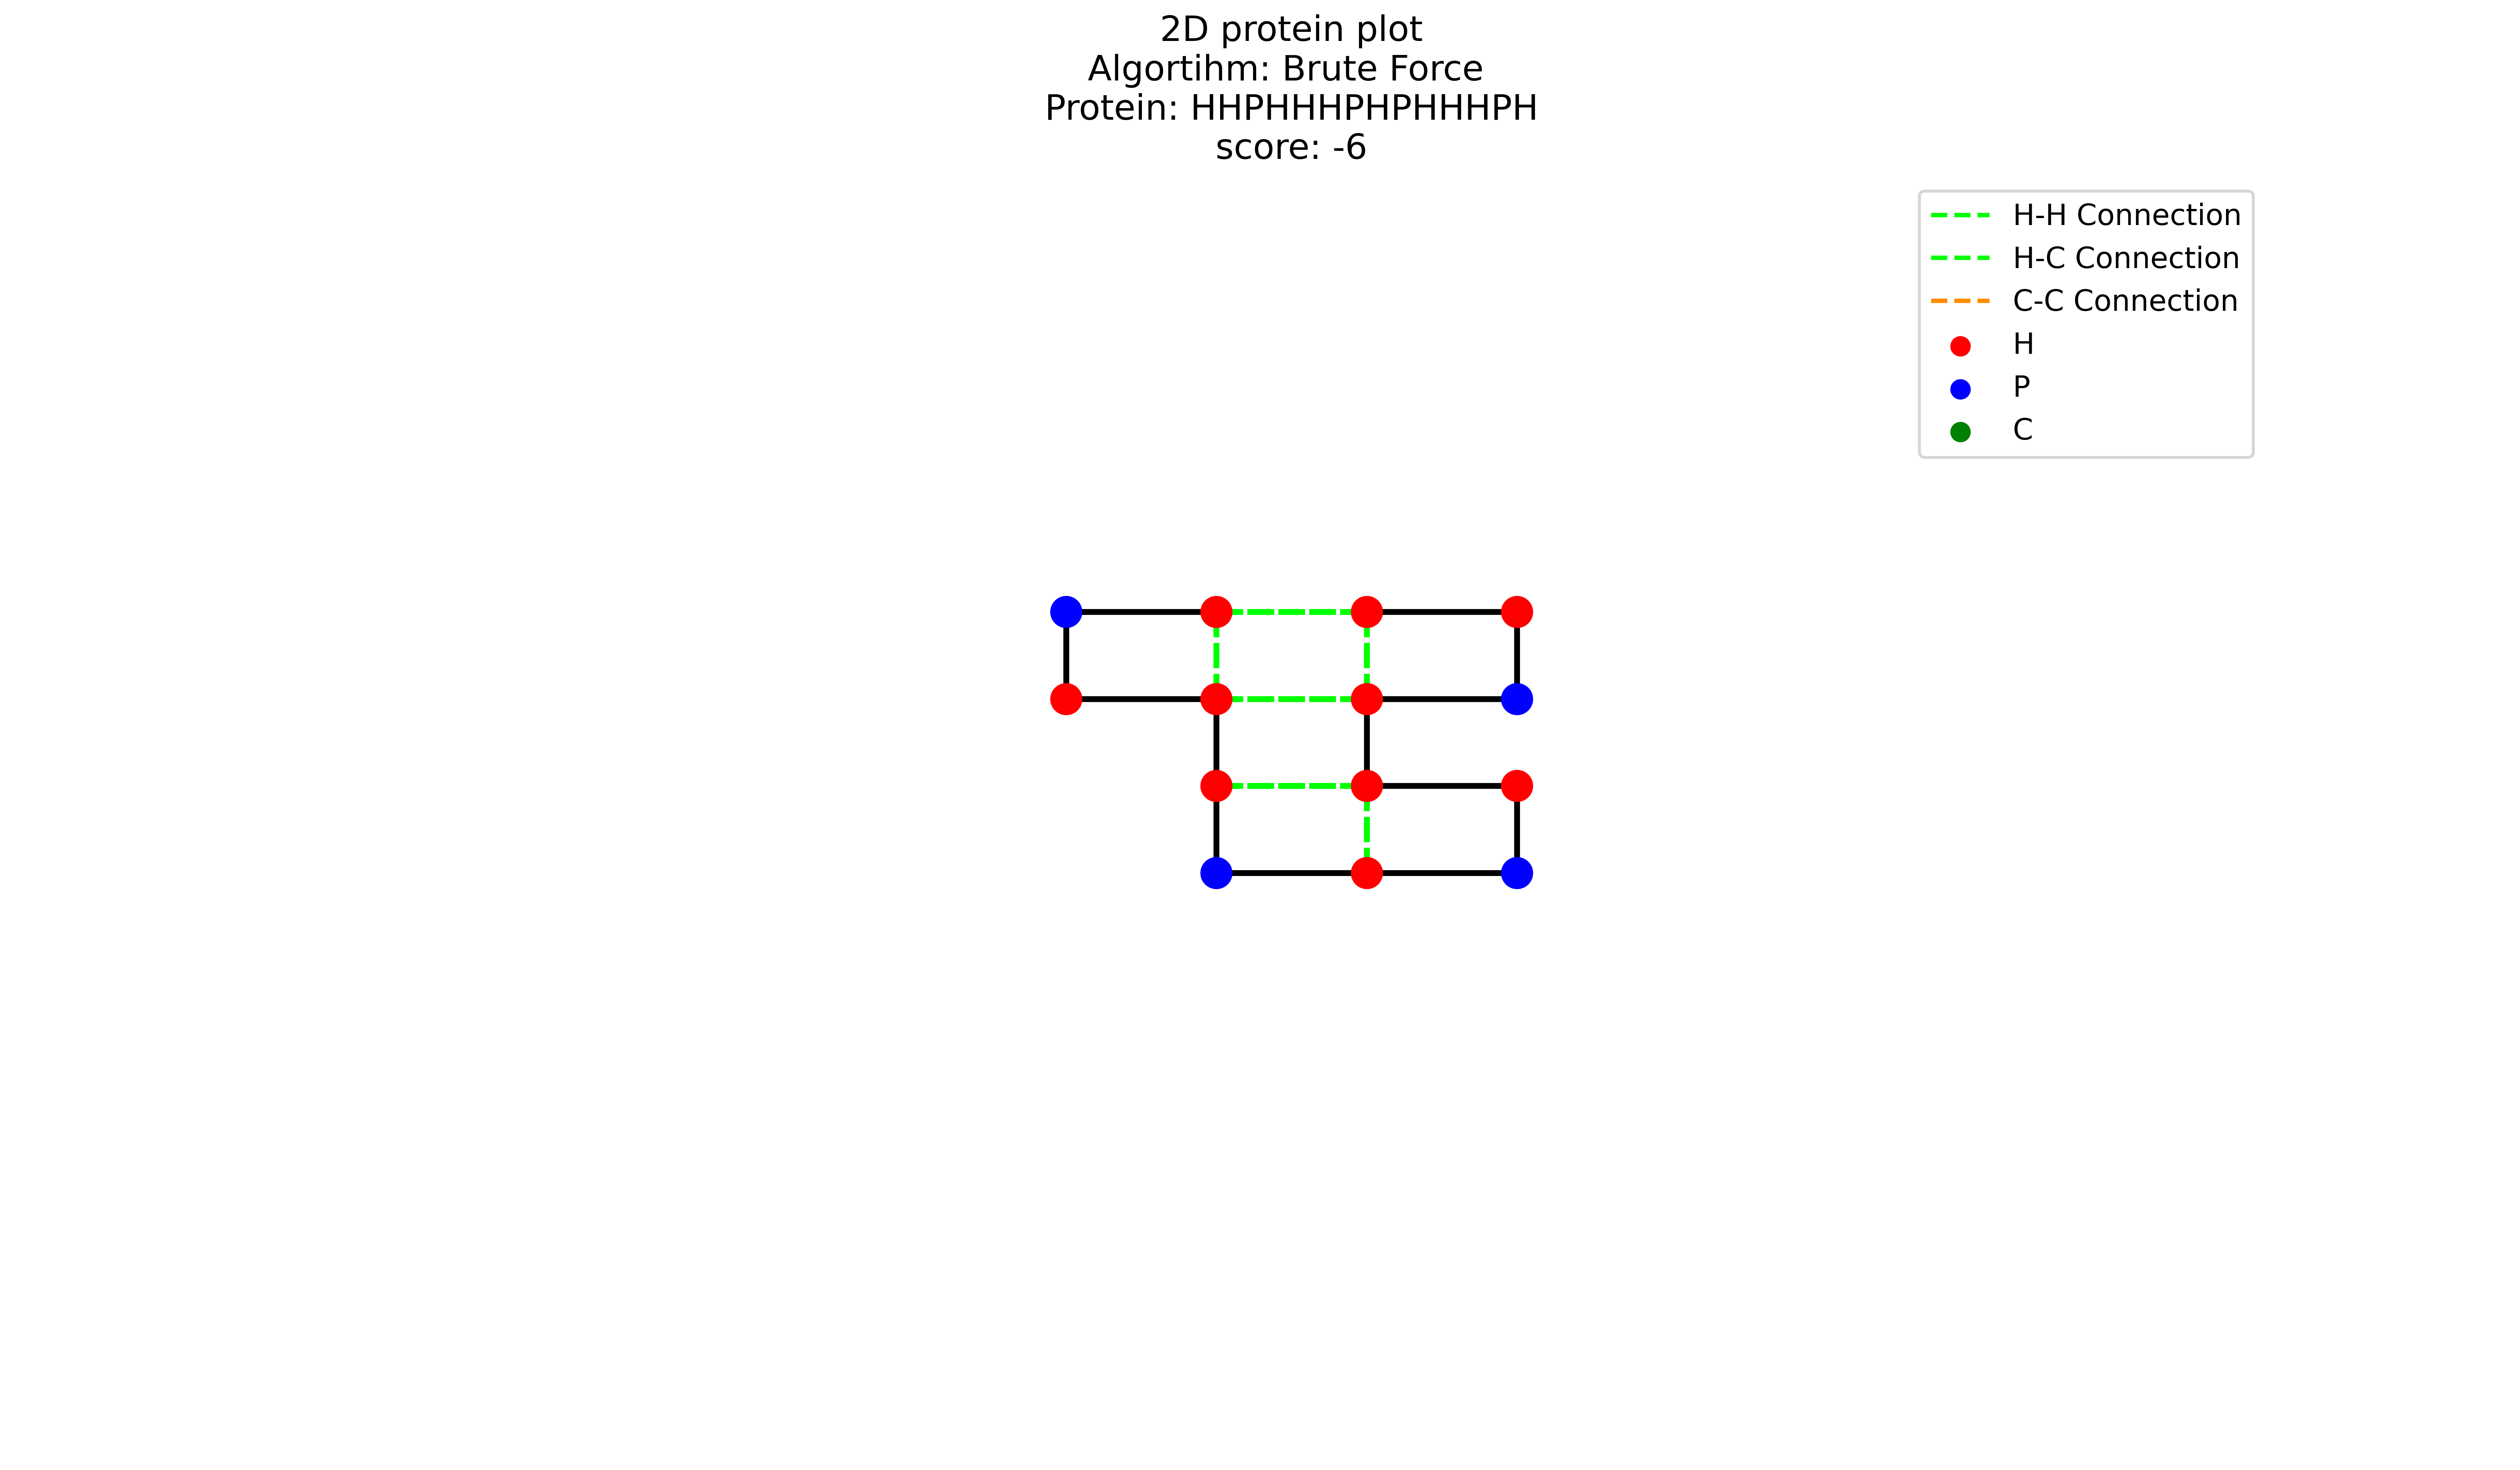 2D protein plot
Algortihm: Brute Force
Protein: HHPHHHPHPHHHPH
score: -6
H-H Connection
H-C Connection
C-C Connection
H
P
C